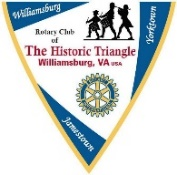 Williamsburg
Yorktown
Rotary Club
of
The Historic Triangle
Williamsburg, VA USA
Jamestown